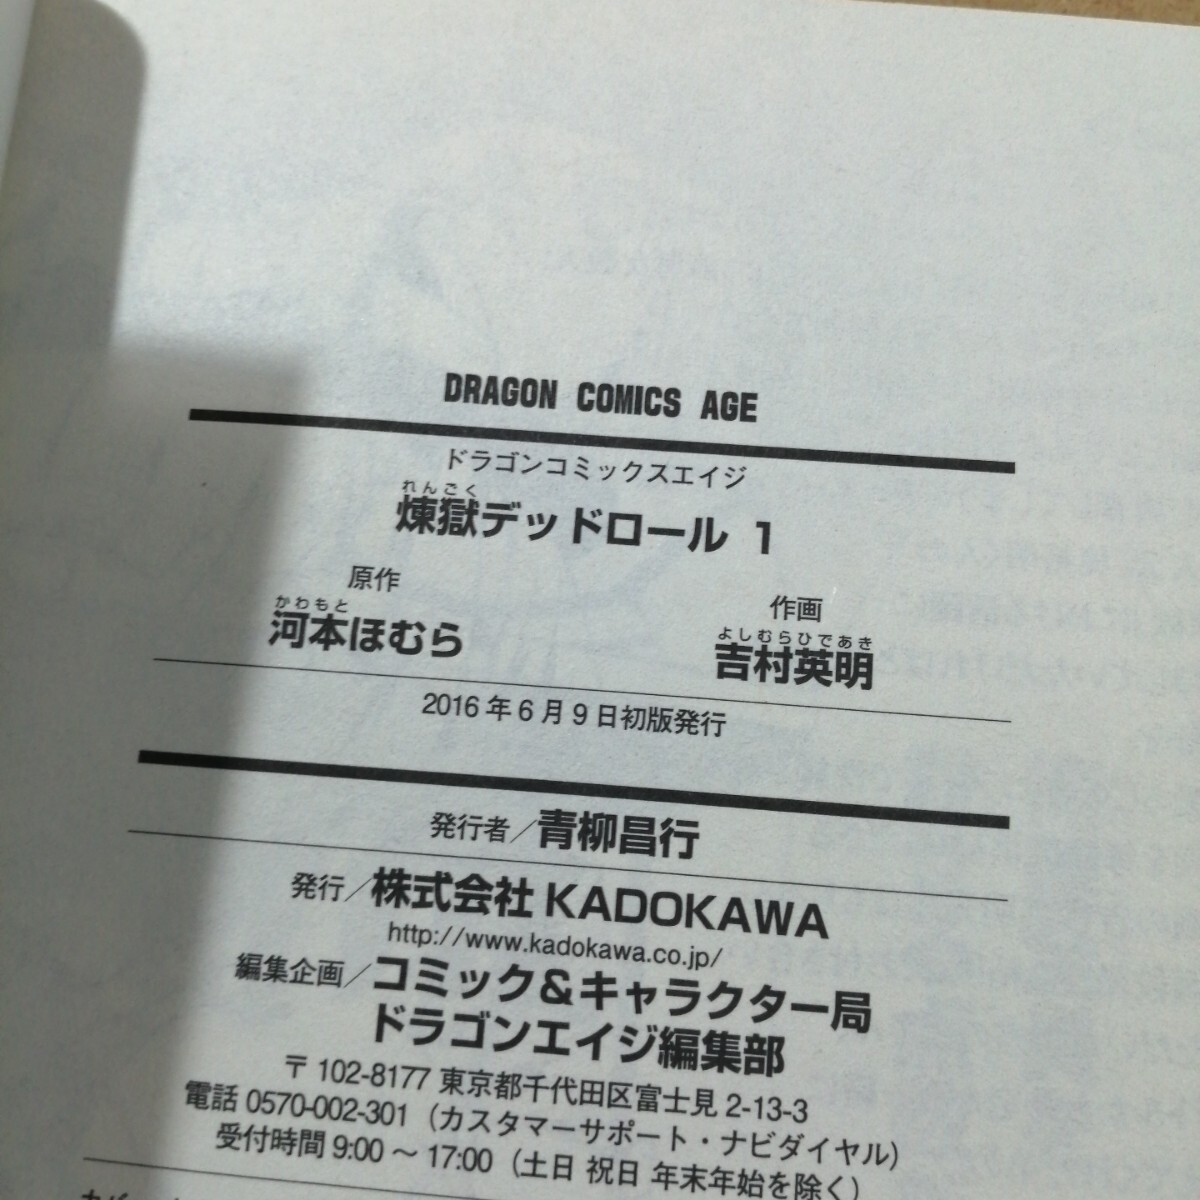 DRAGON COMICS AGE
ドラゴンコミックスエイジ
れんごく
煉獄デッドロール 1
原作
かわもと
河本ほむら
作画
よしむらひであき
吉村英明
2016年6月9日初版発行
発行者／青柳昌行
発行／株式会社KADOKAWA
http://www.kadokawa.co.jp/
編集企画／コミック&キャラクター局
ドラゴンエイジ編集部
〒102-8177 東京都千代田区富士見 2-13-3
電話 0570-002-301（カスタマーサポート・ナビダイヤル）
受付時間 9:00 〜 17:00（土日 祝日 年末年始を除く）